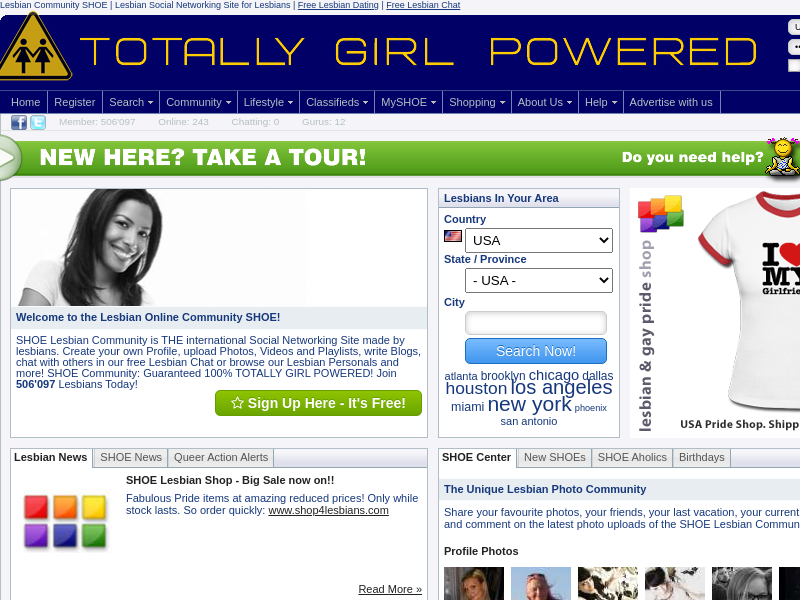 Lesbian Community SHOE | Lesbian Social Networking Site for Lesbians | Free Lesbian Dating | Free Lesbian Chat
TOTALLY GIRL POWERED
Home Register Search Community Lifestyle Classifieds MySHOE Shopping About Us Help Advertise with us
Member: 506'097 Online: 243 Chatting: 0 Gurus: 12
NEW HERE? TAKE A TOUR!
Do you need help?
Welcome to the Lesbian Online Community SHOE!
SHOE Lesbian Community is THE international Social Networking Site made by
lesbians. Create your own Profile, upload Photos, Videos and Playlists, write Blogs,
chat with others in our free Lesbian Chat or browse our Lesbian Personals and
more! SHOE Community: Guaranteed 100% TOTALLY GIRL POWERED! Join
506'097 Lesbians Today!
Sign Up Here - It's Free!
Lesbians In Your Area
Country
USA
State / Province
- USA -
City
Search Now!
atlanta brooklyn chicago dallas
houston los angeles
miami new york phoenix
san antonio
lesbian & gay pride shop
I
MY
Girlfrie
USA Pride Shop. Shipp
Lesbian News SHOE News Queer Action Alerts
SHOE Lesbian Shop - Big Sale now on!!
Fabulous Pride items at amazing reduced prices! Only while
stock lasts. So order quickly: www.shop4lesbians.com
Read More »
SHOE Center New SHOEs SHOE Aholics Birthdays
The Unique Lesbian Photo Community
Share your favourite photos, your friends, your last vacation, your current
and comment on the latest photo uploads of the SHOE Lesbian Commun
Profile Photos